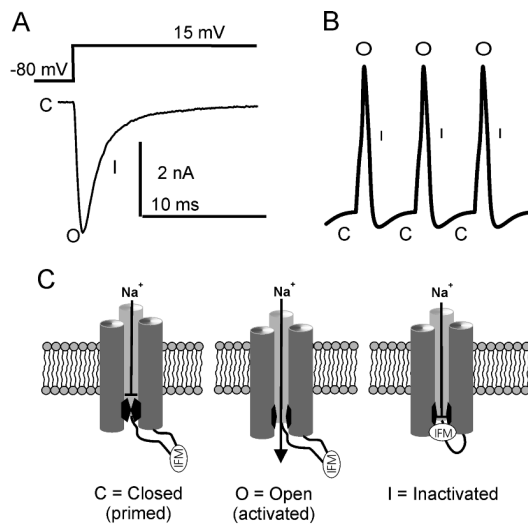 A
15 mV
-80 mV
C
I
2 nA
10 ms
O
B
O O O
I I I
C C C
C
Na+ Na+ Na+
IFM IFM IFM
C = Closed (primed)
O = Open (activated)
I = Inactivated